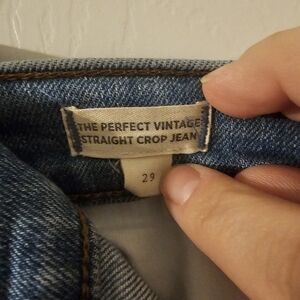 THE PERFECT VINTAGE
STRAIGHT CROP JEAN
29